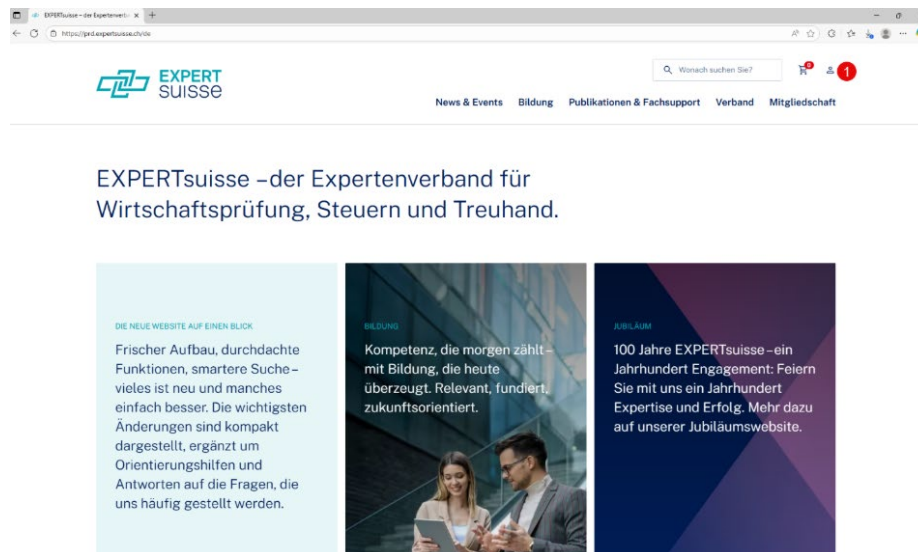 EXPERTsuisse – der Expertenverb
https://prd.expertsuisse.ch/de
EXPERT
SUISSE
Wonach suchen Sie?
0
1
News & Events Bildung Publikationen & Fachsupport Verband Mitgliedschaft
EXPERTsuisse – der Expertenverband für
Wirtschaftsprüfung, Steuern und Treuhand.
DIE NEUE WEBSITE AUF EINEN BLICK
Frischer Aufbau, durchdachte
Funktionen, smartere Suche –
vieles ist neu und manches
einfach besser. Die wichtigsten
Änderungen sind kompakt
dargestellt, ergänzt um
Orientierungshilfen und
Antworten auf die Fragen, die
uns häufig gestellt werden.
BILDUNG
Kompetenz, die morgen zählt –
mit Bildung, die heute
überzeugt. Relevant, fundiert,
zukunftsorientiert.
JUBILÄUM
100 Jahre EXPERTsuisse – ein
Jahrhundert Engagement: Feiern
Sie mit uns ein Jahrhundert
Expertise und Erfolg. Mehr dazu
auf unserer Jubiläumswebsite.